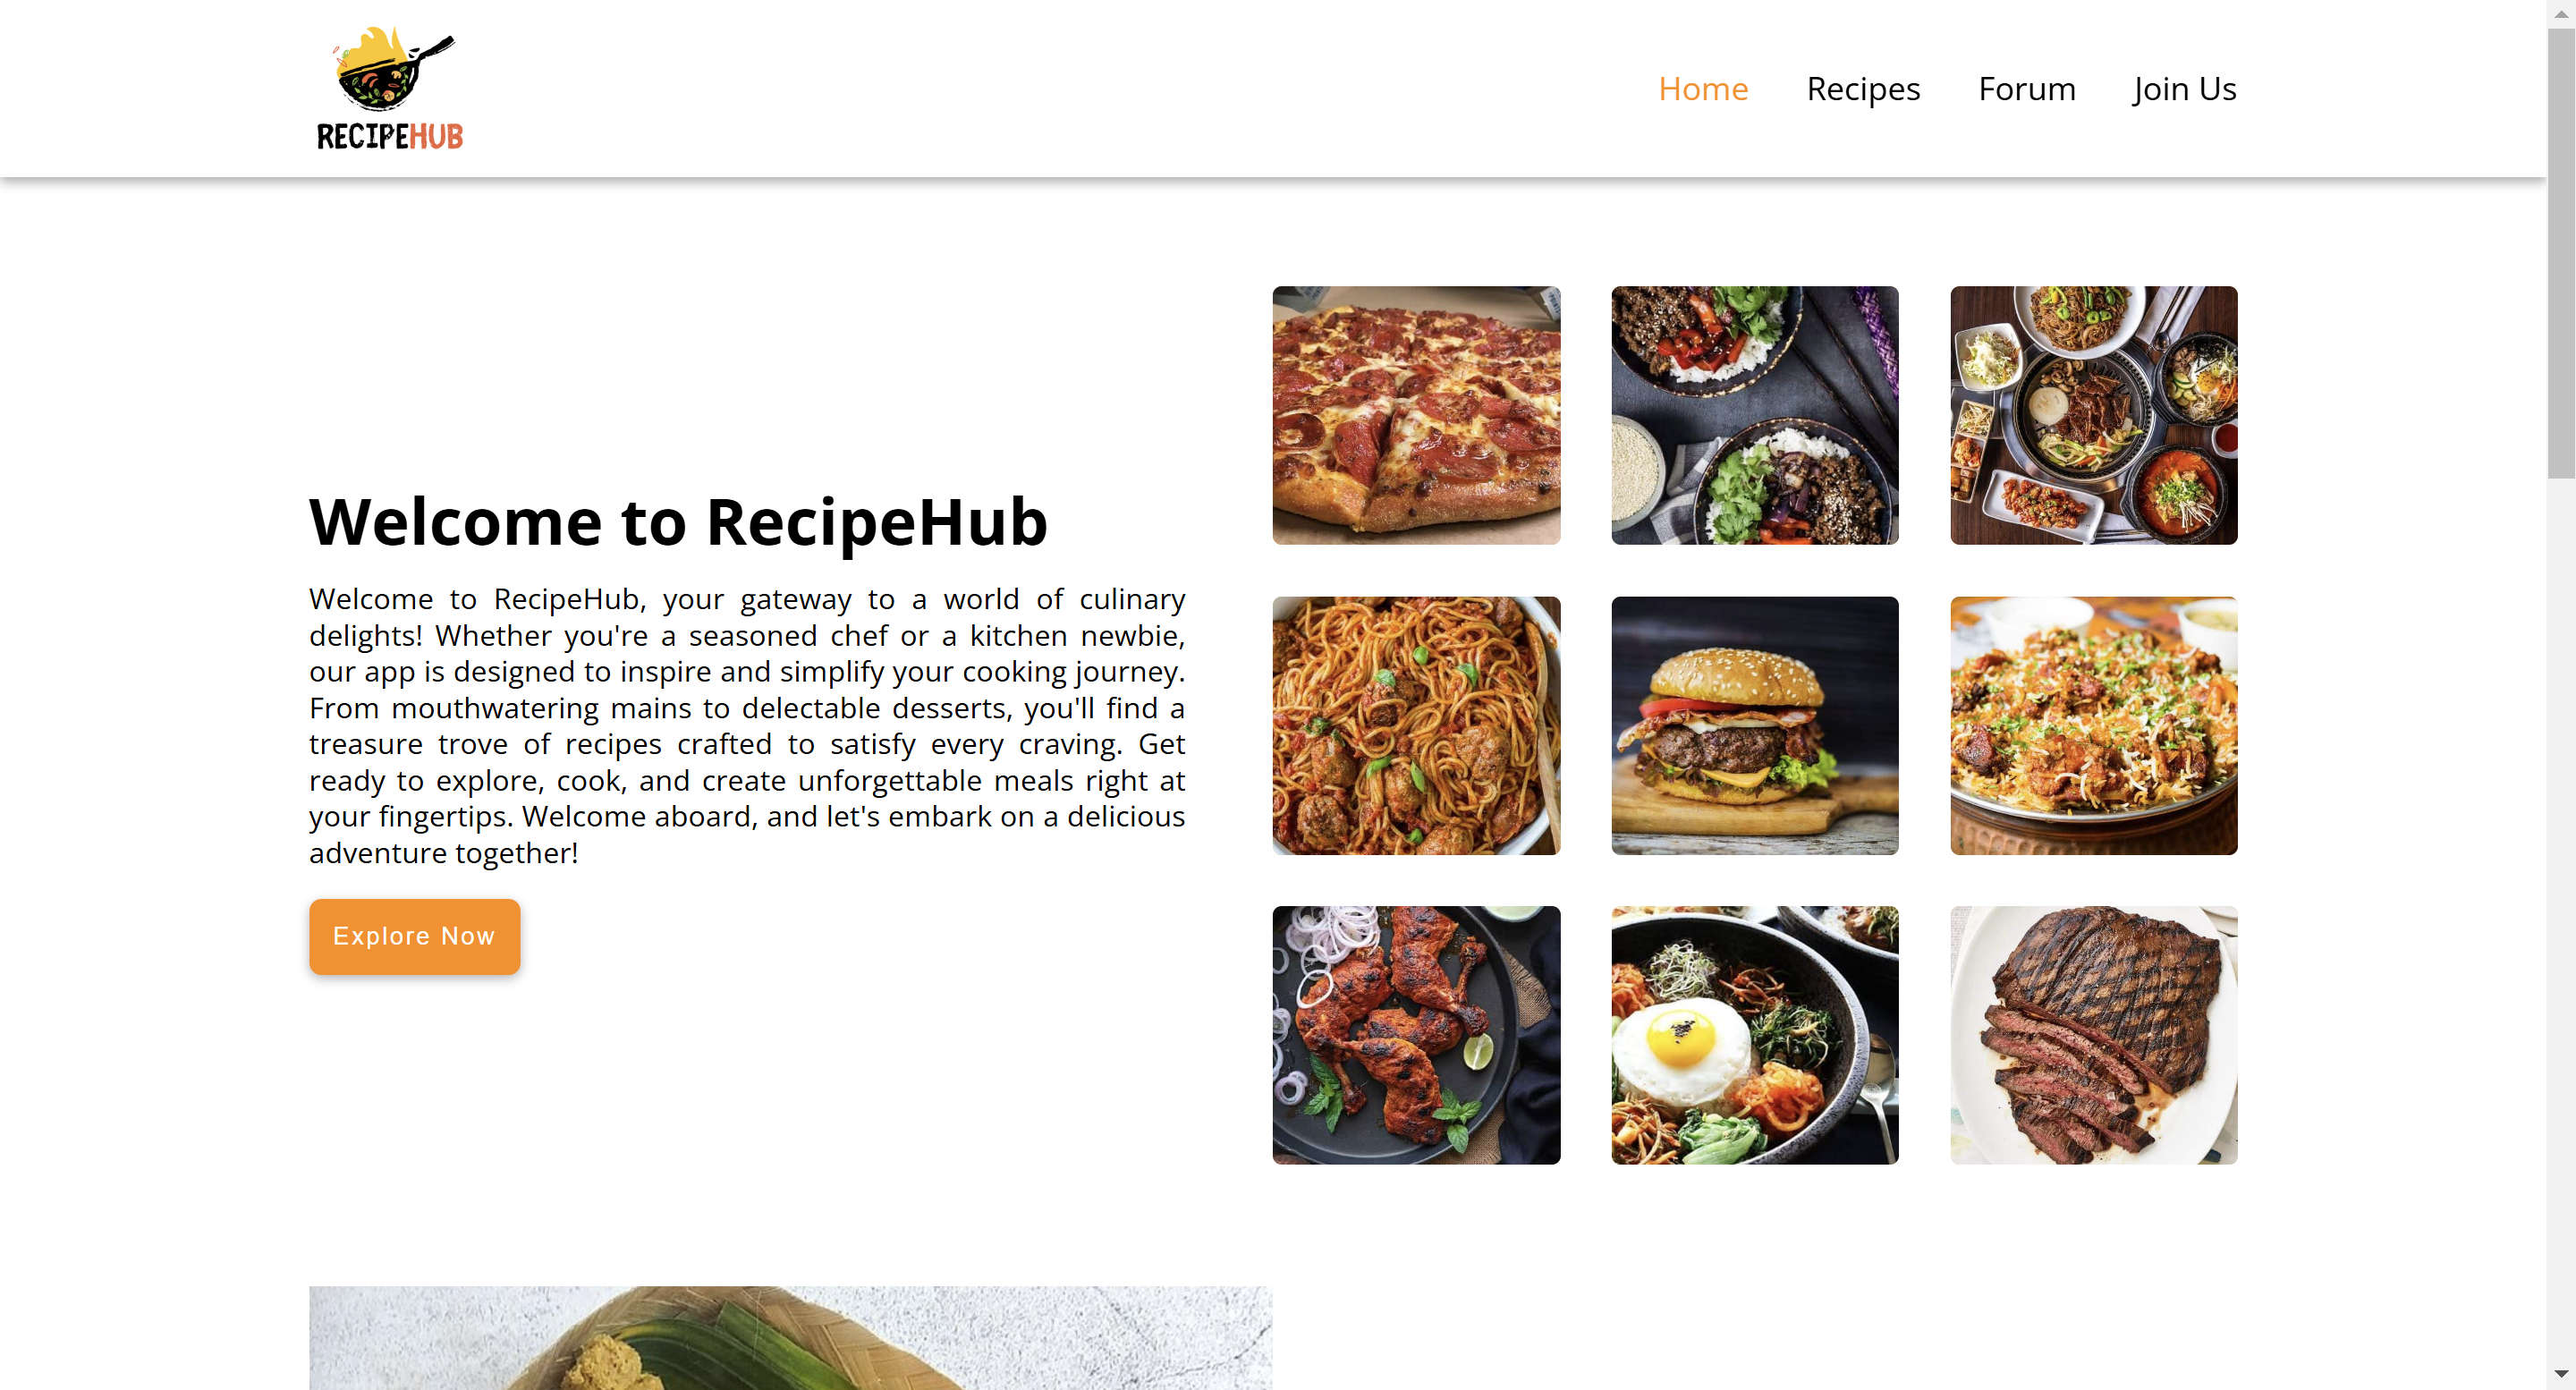 RECIPEHUB
Home
Recipes
Forum
Join Us
Welcome to RecipeHub
Welcome to RecipeHub, your gateway to a world of culinary
delights! Whether you're a seasoned chef or a kitchen newbie,
our app is designed to inspire and simplify your cooking journey.
From mouthwatering mains to delectable desserts, you'll find a
treasure trove of recipes crafted to satisfy every craving. Get
ready to explore, cook, and create unforgettable meals right at
your fingertips. Welcome aboard, and let's embark on a delicious
adventure together!
Explore Now